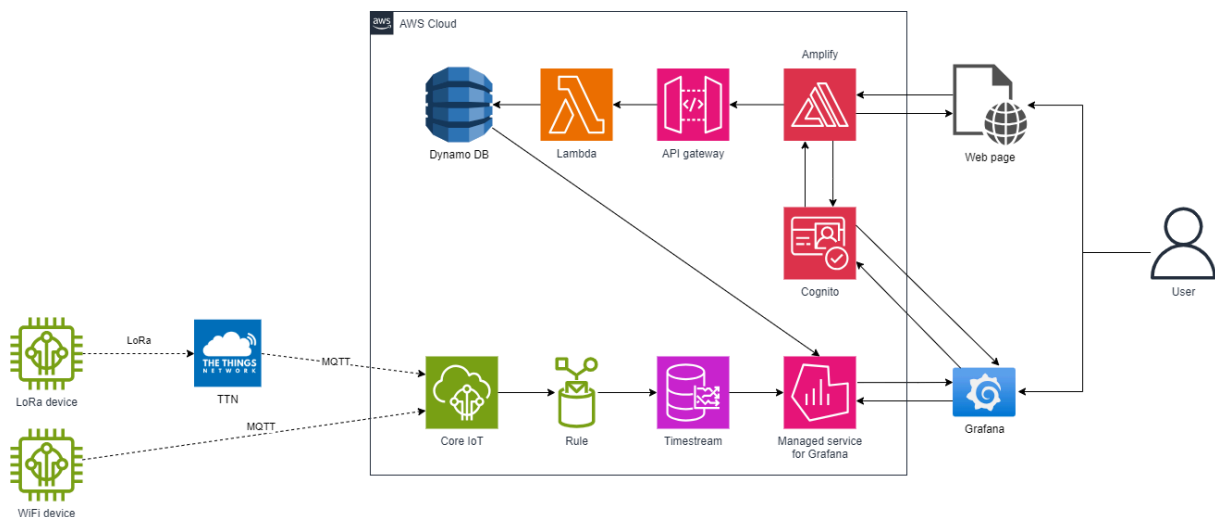 aws
AWS Cloud
Amplify
Dynamo DB
Lambda
API gateway
Web page
Cognito
User
LoRa
THE THINGS
NETWORK
MQTT
LoRa device
TTN
MQTT
Core IoT
Rule
Timestream
Managed service
for Grafana
Grafana
WiFi device